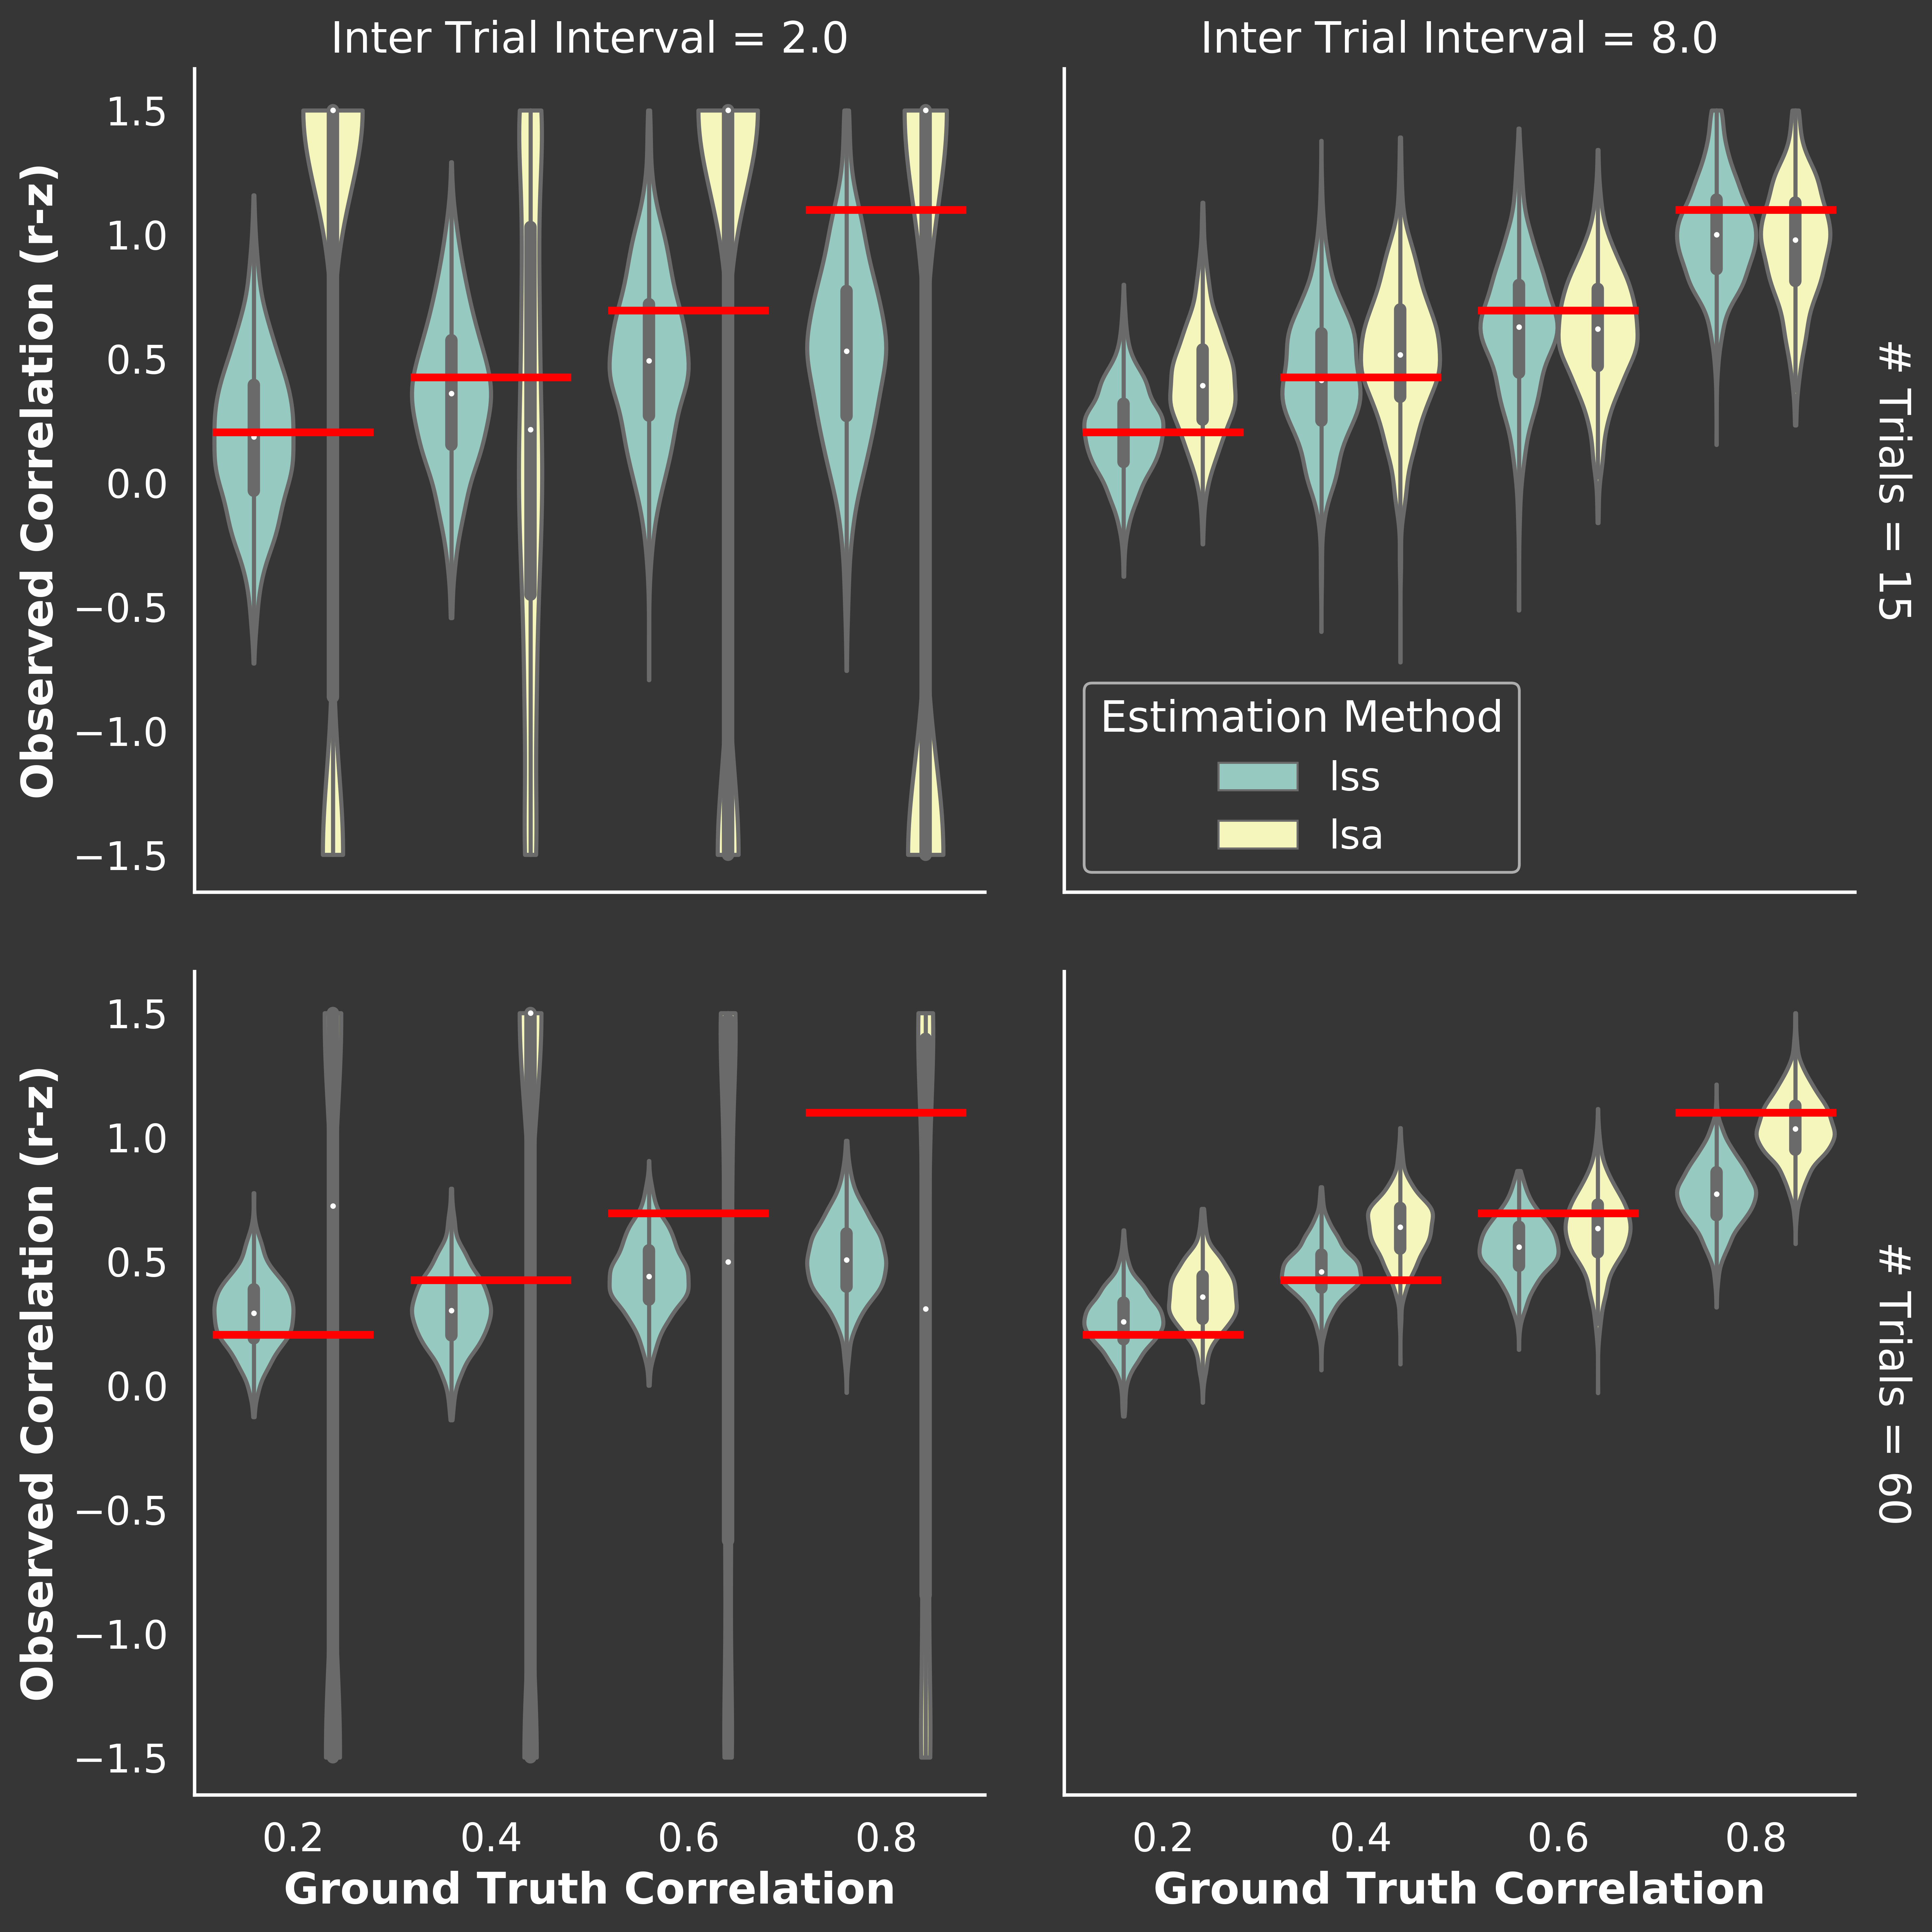 Inter Trial Interval = 2.0
Inter Trial Interval = 8.0
Observed Correlation (r-z)
1.5
1.0
0.5
0.0
−0.5
−1.0
−1.5
# Trials = 15
Estimation Method
lss
lsa
Observed Correlation (r-z)
1.5
1.0
0.5
0.0
−0.5
−1.0
−1.5
# Trials = 60
0.2 0.4 0.6 0.8
0.2 0.4 0.6 0.8
Ground Truth Correlation
Ground Truth Correlation